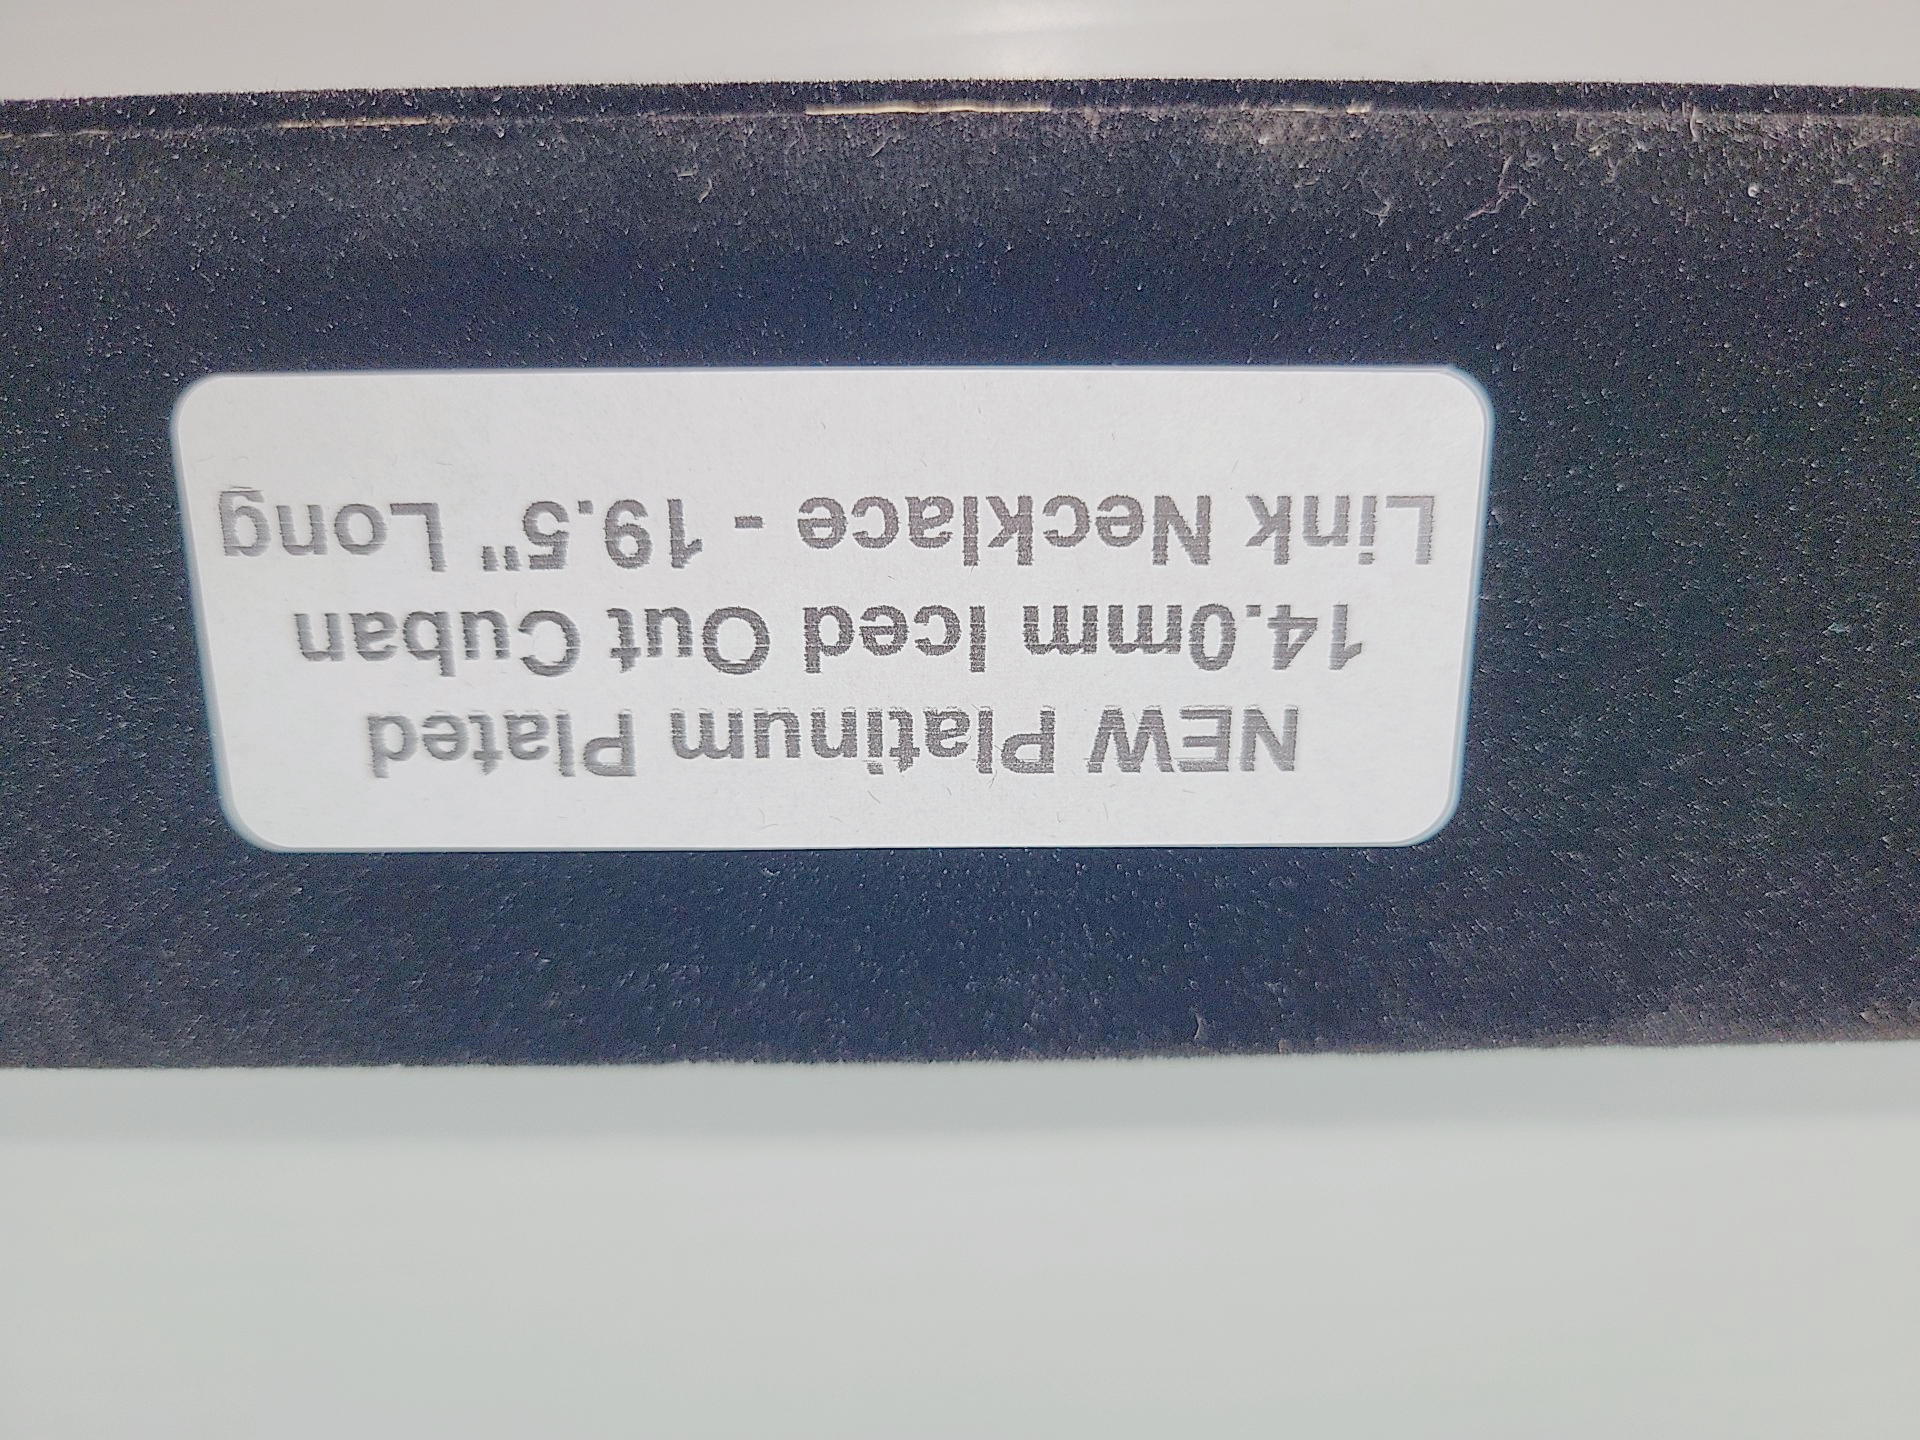 NEW Platinum Plated
14.0mm Iced Out Cuban
Link Necklace - 19.5" Long